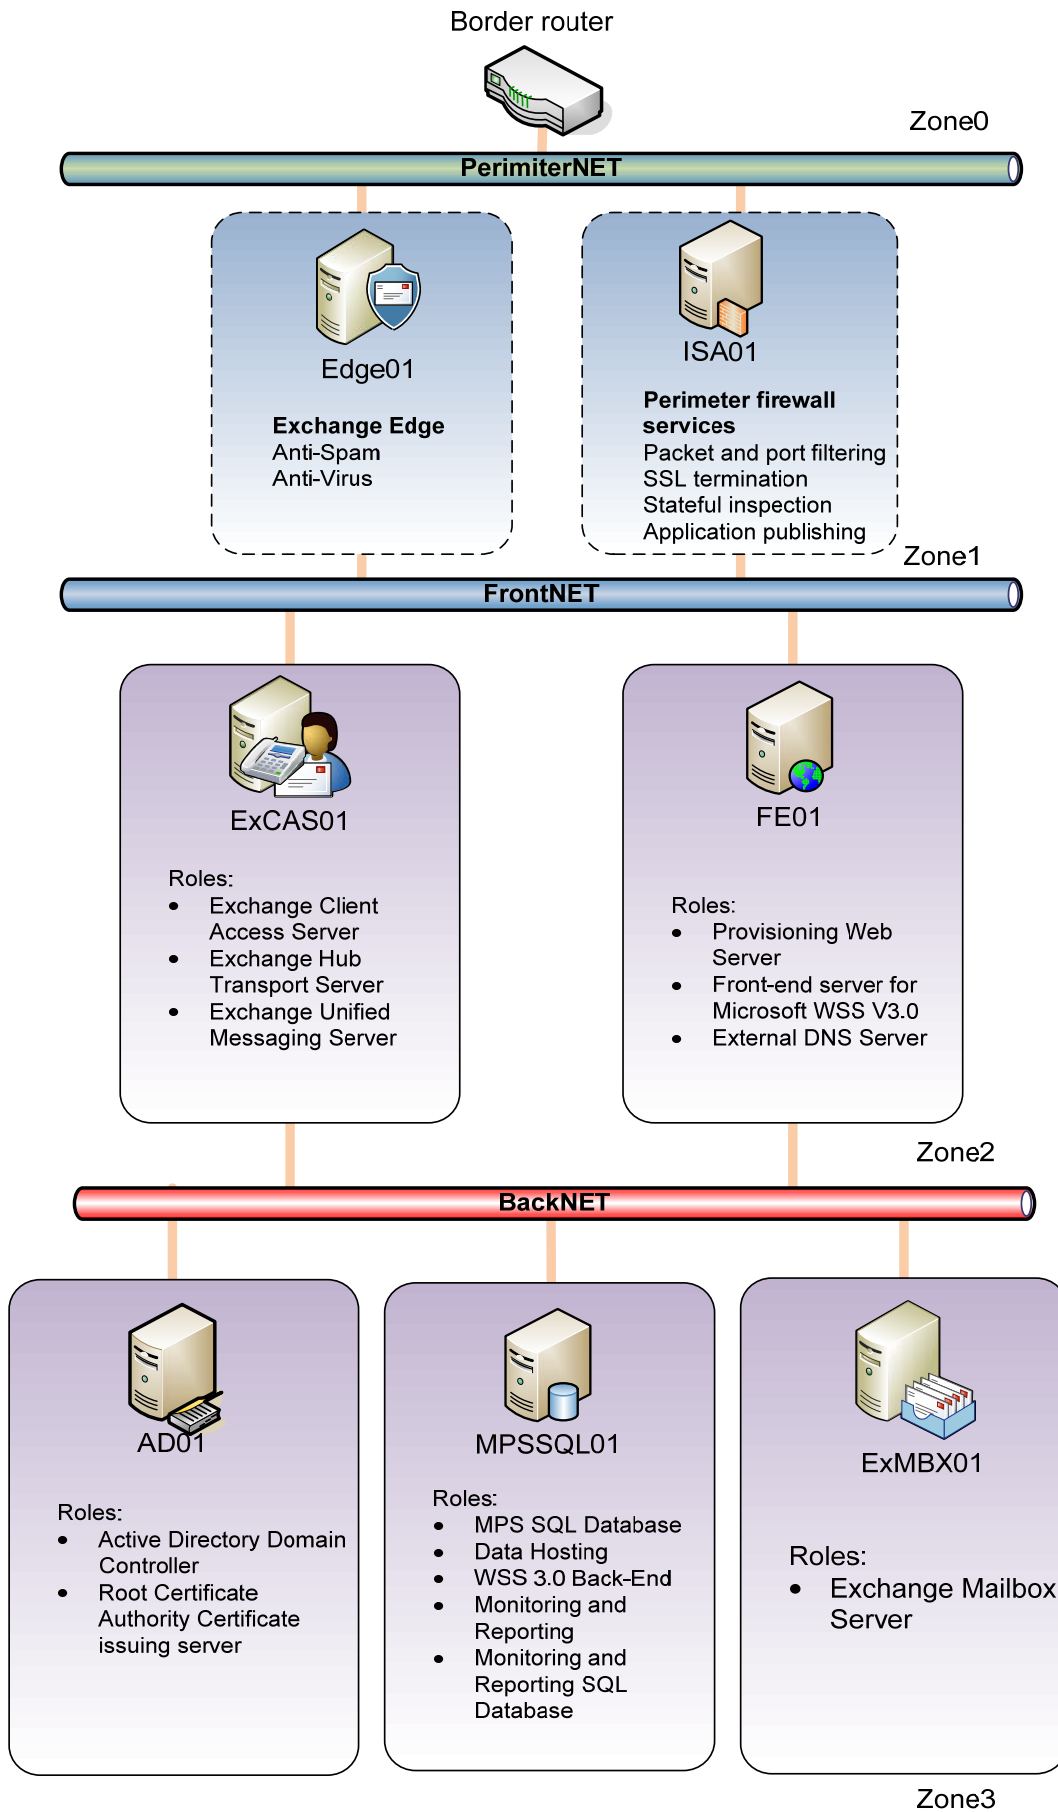 Border router
Zone0
PerimiterNET
Edge01
Exchange Edge
Anti-Spam
Anti-Virus
ISA01
Perimeter firewall
services
Packet and port filtering
SSL termination
Stateful inspection
Application publishing
Zone1
FrontNET
ExCAS01
Roles:
• Exchange Client
Access Server
• Exchange Hub
Transport Server
• Exchange Unified
Messaging Server
FE01
Roles:
• Provisioning Web
Server
• Front-end server for
Microsoft WSS V3.0
• External DNS Server
Zone2
BackNET
AD01
Roles:
• Active Directory Domain
Controller
• Root Certificate
Authority Certificate
issuing server
MPSSQL01
Roles:
• MPS SQL Database
• Data Hosting
• WSS 3.0 Back-End
• Monitoring and
Reporting
• Monitoring and
Reporting SQL
Database
ExMBX01
Roles:
• Exchange Mailbox
Server
Zone3